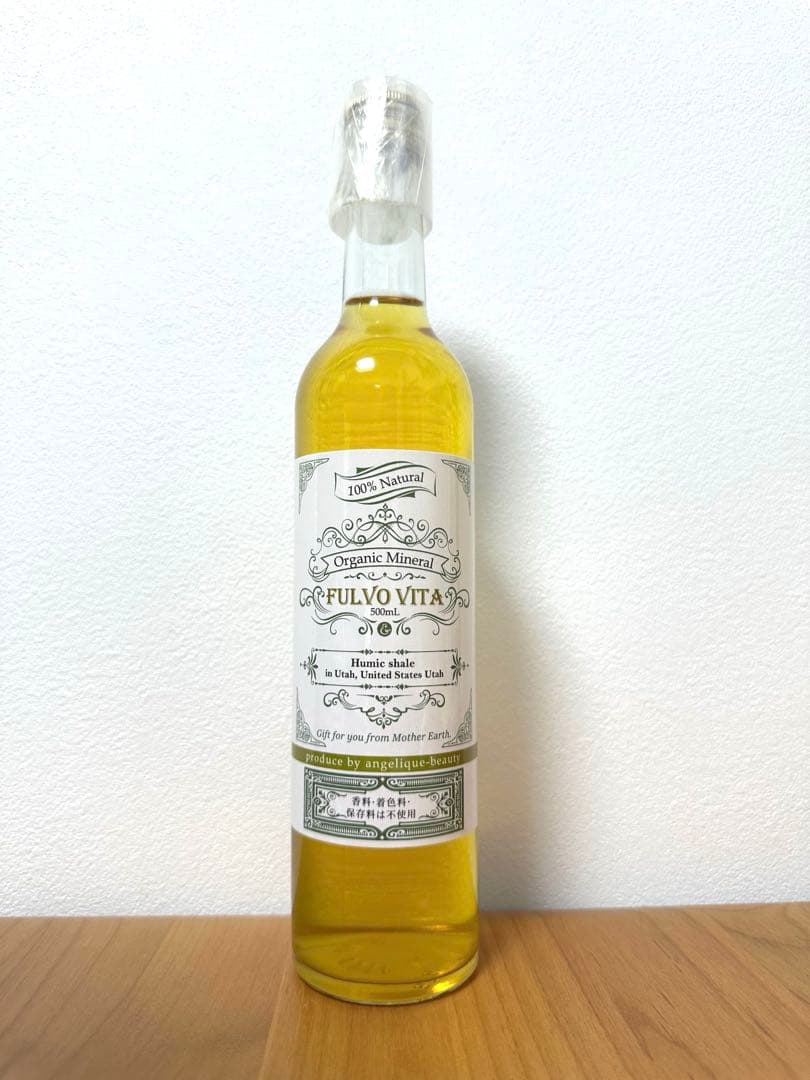 100% Natural
Organic Mineral
FULVO VITA
500mL
&
Humic shale
in Utah, United States Utah
Gift for you from Mother Earth.
produce by angelique-beauty
香料・着色料・
保存料は不使用